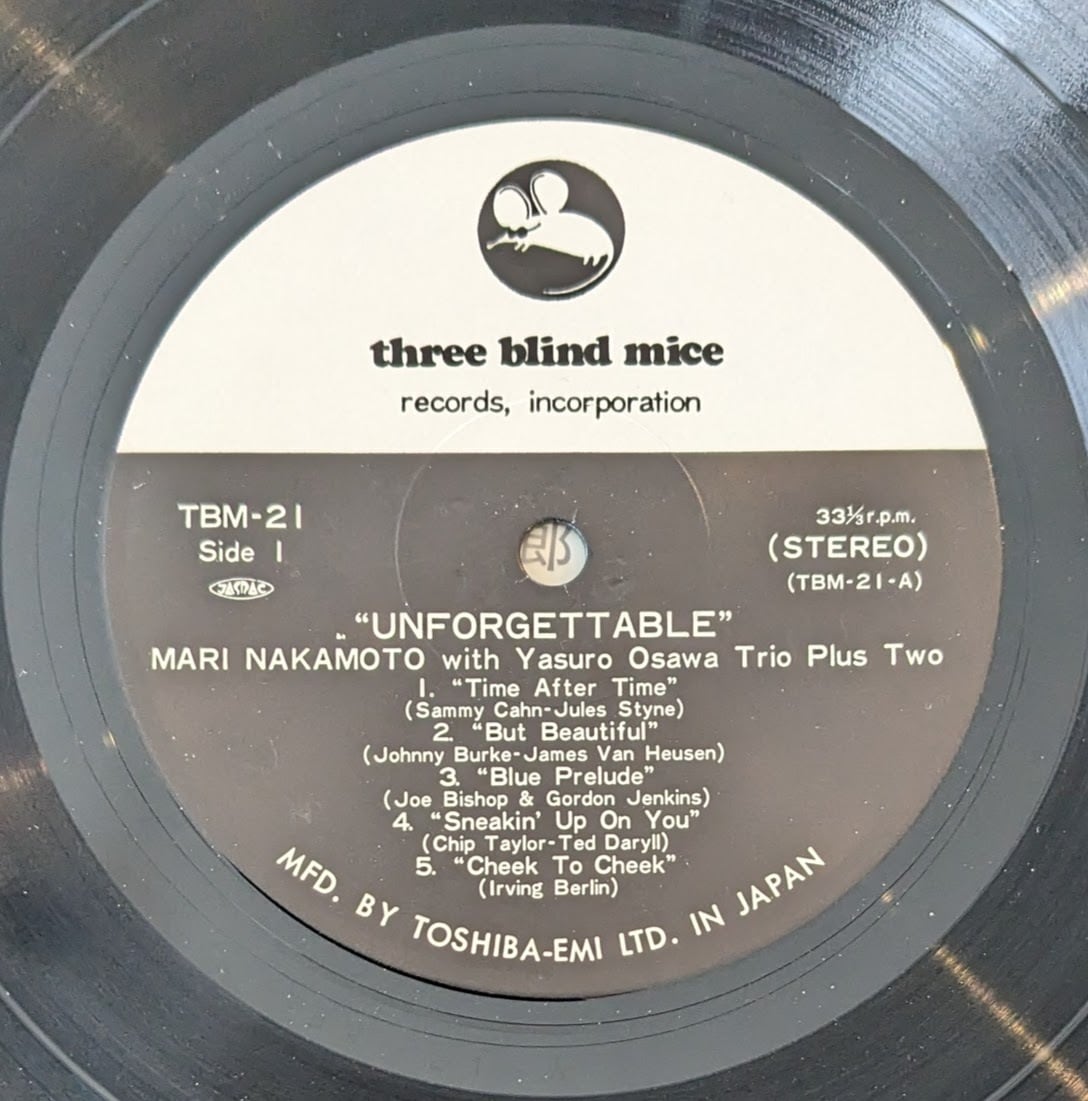 three blind mice
records, incorporation
TBM-21
Side 1
JASRAC
33⅓ r.p.m.
(STEREO)
(TBM-21-A)
郎
"UNFORGETTABLE"
MARI NAKAMOTO with Yasuro Osawa Trio Plus Two
1. "Time After Time"
(Sammy Cahn-Jules Styne)
2. "But Beautiful"
(Johnny Burke-James Van Heusen)
3. "Blue Prelude"
(Joe Bishop & Gordon Jenkins)
4. "Sneakin' Up On You"
(Chip Taylor-Ted Daryll)
5. "Cheek To Cheek"
(Irving Berlin)
MFD. BY TOSHIBA-EMI LTD. IN JAPAN